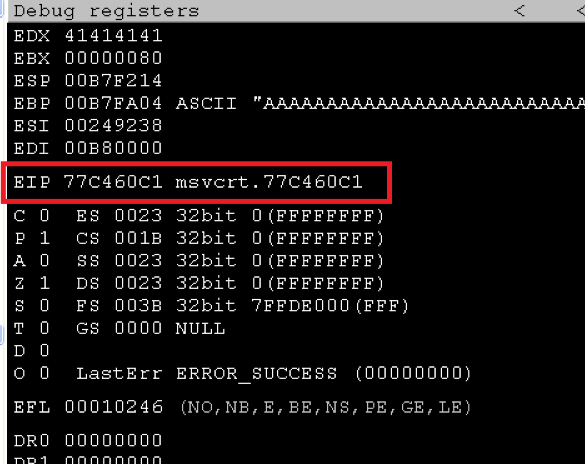 Debug registers < <
EDX 41414141
EBX 00000080
ESP 00B7F214
EBP 00B7FA04 ASCII "AAAAAAAAAAAAAAAAAAAAAAAAAA
ESI 00249238
EDI 00B80000
EIP 77C460C1 msvcrt.77C460C1
C 0 ES 0023 32bit 0(FFFFFFFF)
P 1 CS 001B 32bit 0(FFFFFFFF)
A 0 SS 0023 32bit 0(FFFFFFFF)
Z 1 DS 0023 32bit 0(FFFFFFFF)
S 0 FS 003B 32bit 7FFDE000(FFF)
T 0 GS 0000 NULL
D 0
O 0 LastErr ERROR_SUCCESS (00000000)
EFL 00010246 (NO,NB,E,BE,NS,PE,GE,LE)
DR0 00000000
DR1 00000000